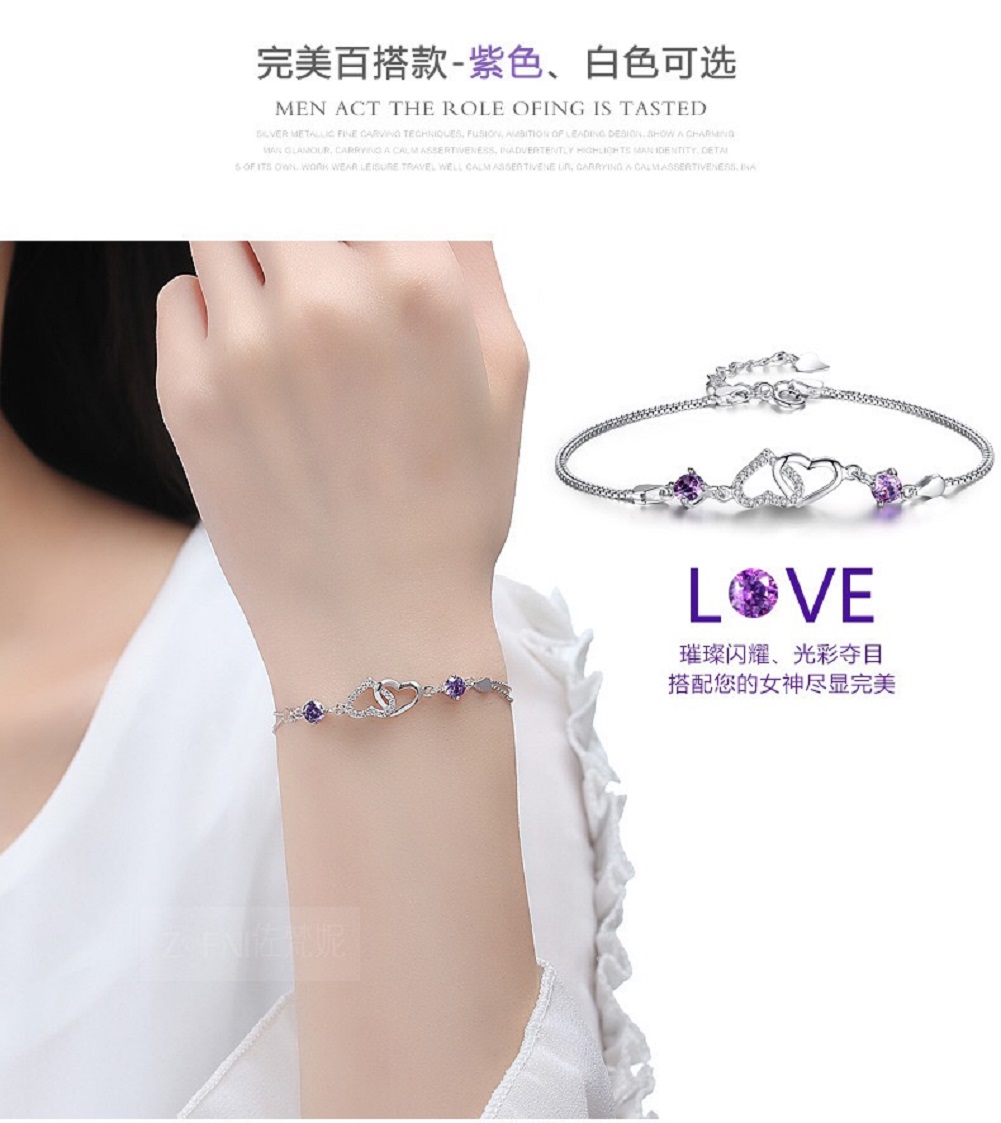 完美百搭款-紫色、白色可选
MEN ACT THE ROLE OFING IS TASTED
SILVER METALLIC FINE CARVING TECHNIQUES, FUSION, AMBITION OF LEADING DESIGN, SHOW A CHARMING
MAN GLAMOUR, CARRYING A CALM ASSERTIVENESS, INADVERTENTLY HIGHLIGHTS MAN IDENTITY. DETAI
S OF ITS OWN. WORK WEAR LEISURE TRAVEL WELL CALM ASSERTIVENE UR, CARRYING A CALM ASSERTIVENESS, INA
LOVE
璀璨闪耀、光彩夺目
搭配您的女神尽显完美
佐梵妮